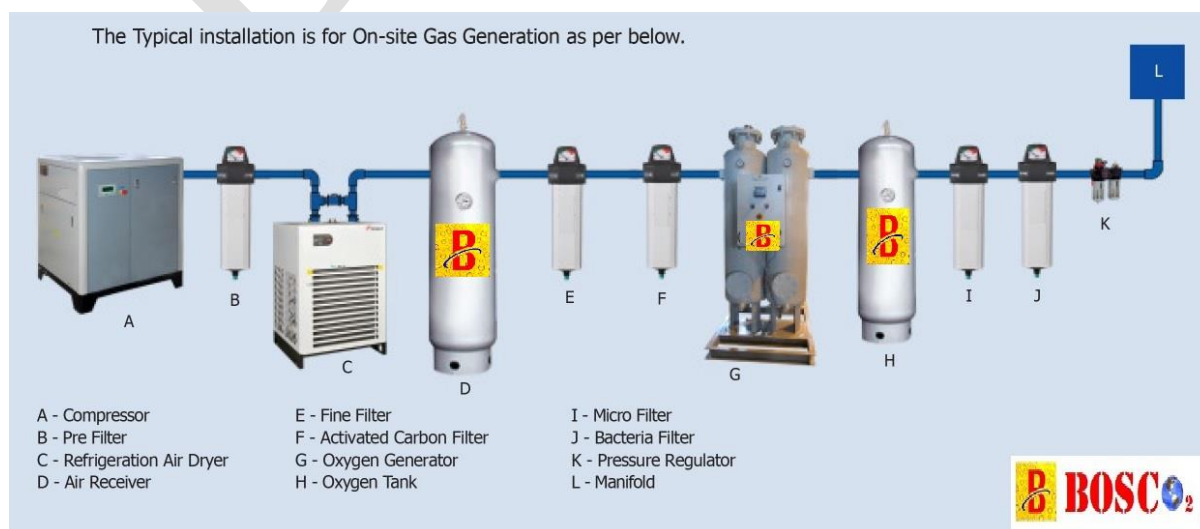 The Typical installation is for On-site Gas Generation as per below.
L
B
B
B
K
B
E
F
I
J
A
C
D
G
H
A - Compressor
B - Pre Filter
C - Refrigeration Air Dryer
D - Air Receiver
E - Fine Filter
F - Activated Carbon Filter
G - Oxygen Generator
H - Oxygen Tank
I - Micro Filter
J - Bacteria Filter
K - Pressure Regulator
L - Manifold
B BOSCO2